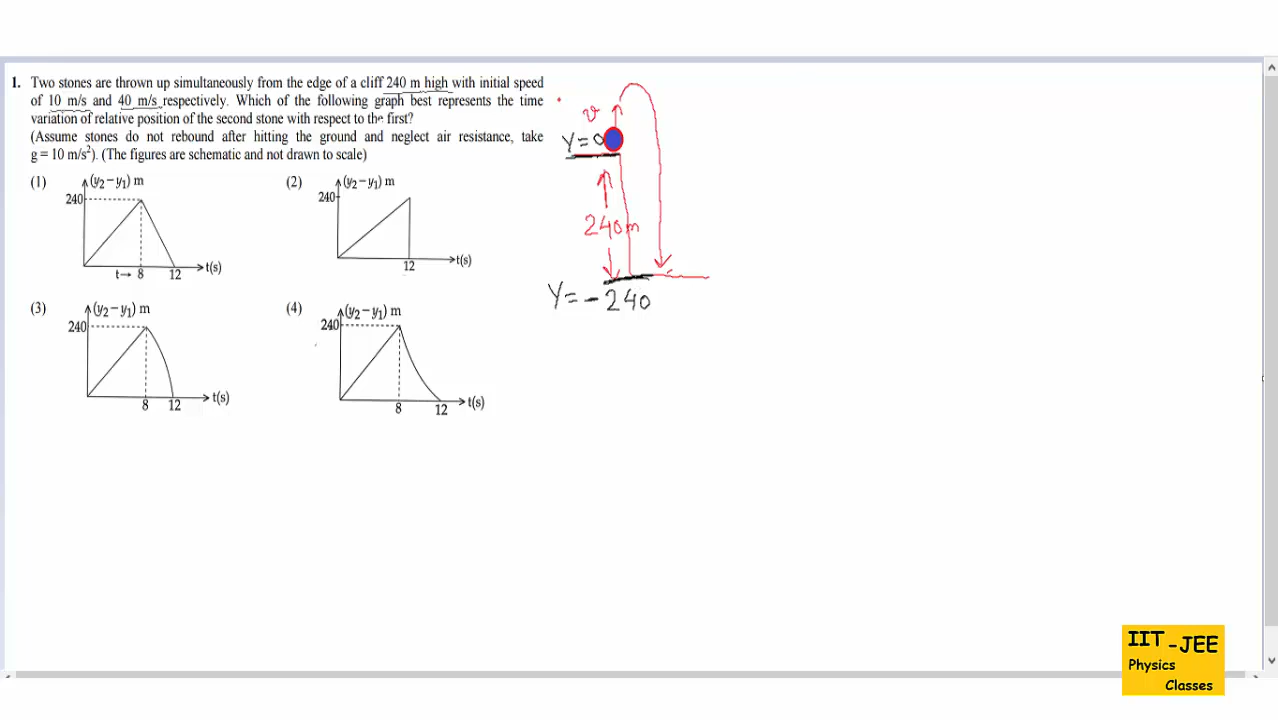 1. Two stones are thrown up simultaneously from the edge of a cliff 240 m high with initial speed
of 10 m/s and 40 m/s respectively. Which of the following graph best represents the time
variation of relative position of the second stone with respect to the first?
(Assume stones do not rebound after hitting the ground and neglect air resistance, take
g = 10 m/s²). (The figures are schematic and not drawn to scale)
(1)
(y₂ – y₁) m
240
t→ 8 12 t(s)
(2)
(y₂ – y₁) m
240
12 t(s)
(3)
(y₂ – y₁) m
240
8 12 t(s)
(4)
(y₂ – y₁) m
240
8 12 t(s)
v
Y=0
240m
Y=-240
IIT-JEE
Physics
Classes